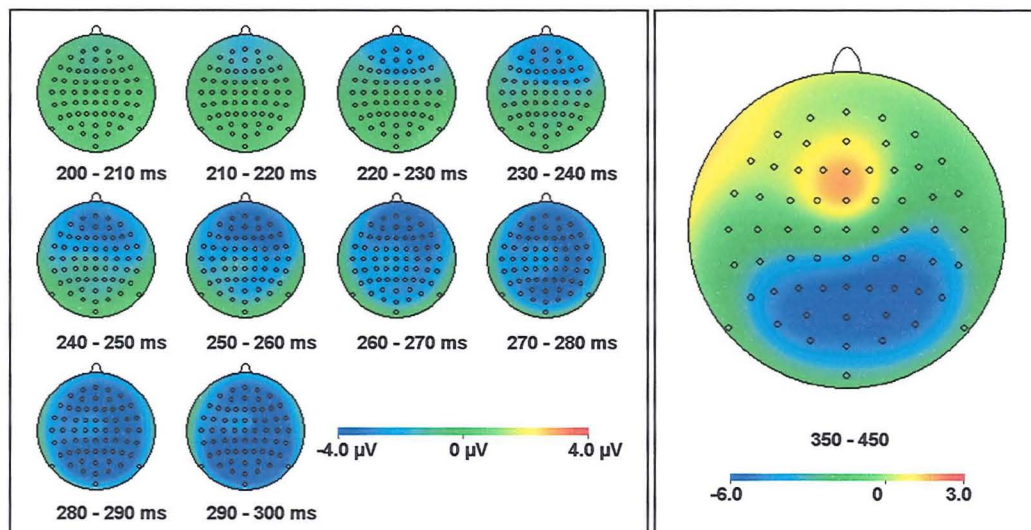 200 - 210 ms 210 - 220 ms 220 - 230 ms 230 - 240 ms
240 - 250 ms 250 - 260 ms 260 - 270 ms 270 - 280 ms
-4.0 µV 0 µV 4.0 µV
280 - 290 ms 290 - 300 ms
350 - 450
-6.0 0 3.0